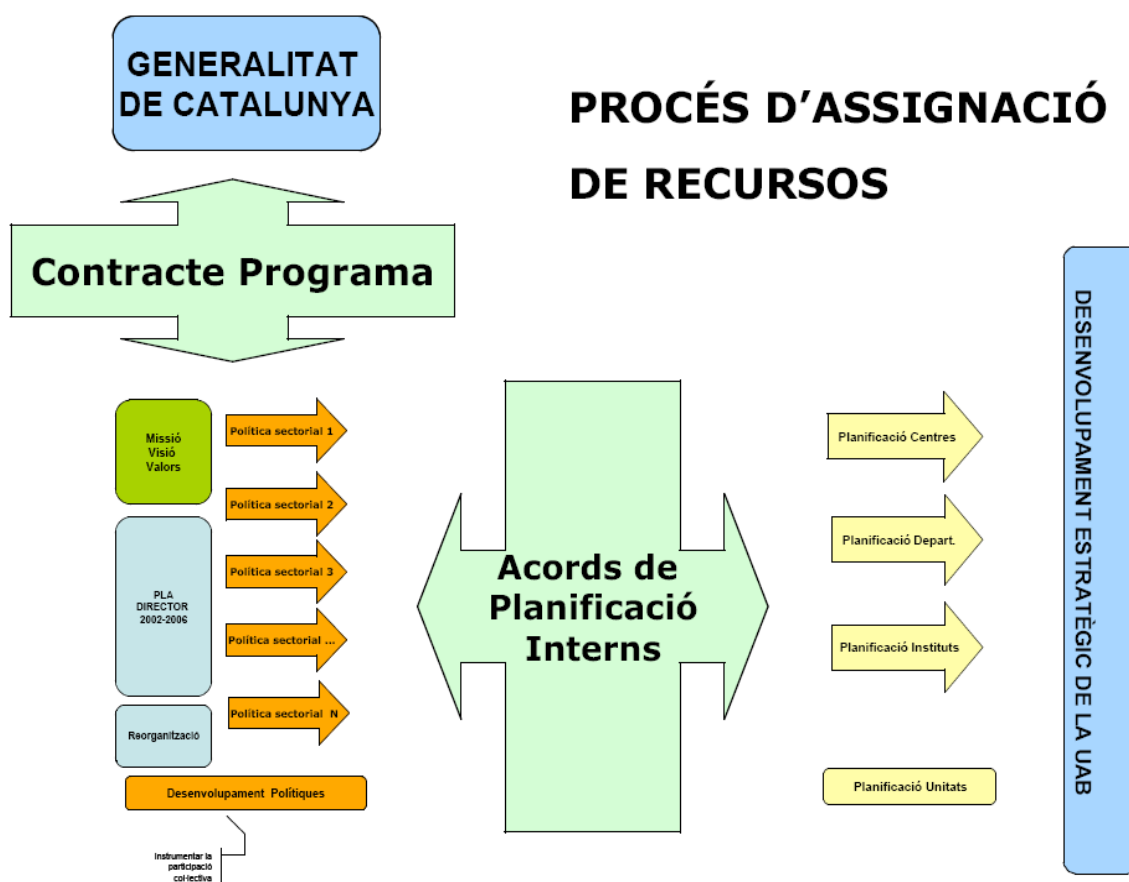 GENERALITAT
DE CATALUNYA
PROCÉS D’ASSIGNACIÓ
DE RECURSOS
Contracte Programa
Missió
Visió
Valors
PLA
DIRECTOR
2002-2006
Reorganització
Política sectorial 1
Política sectorial 2
Política sectorial 3
Política sectorial ...
Política sectorial N
Desenvolupament Polítiques
Instrumentar la
participació
col·lectiva
Acords de
Planificació
Interns
Planificació Centres
Planificació Depart.
Planificació Instituts
Planificació Unitats
DESENVOLUPAMENT ESTRATÈGIC DE LA UAB